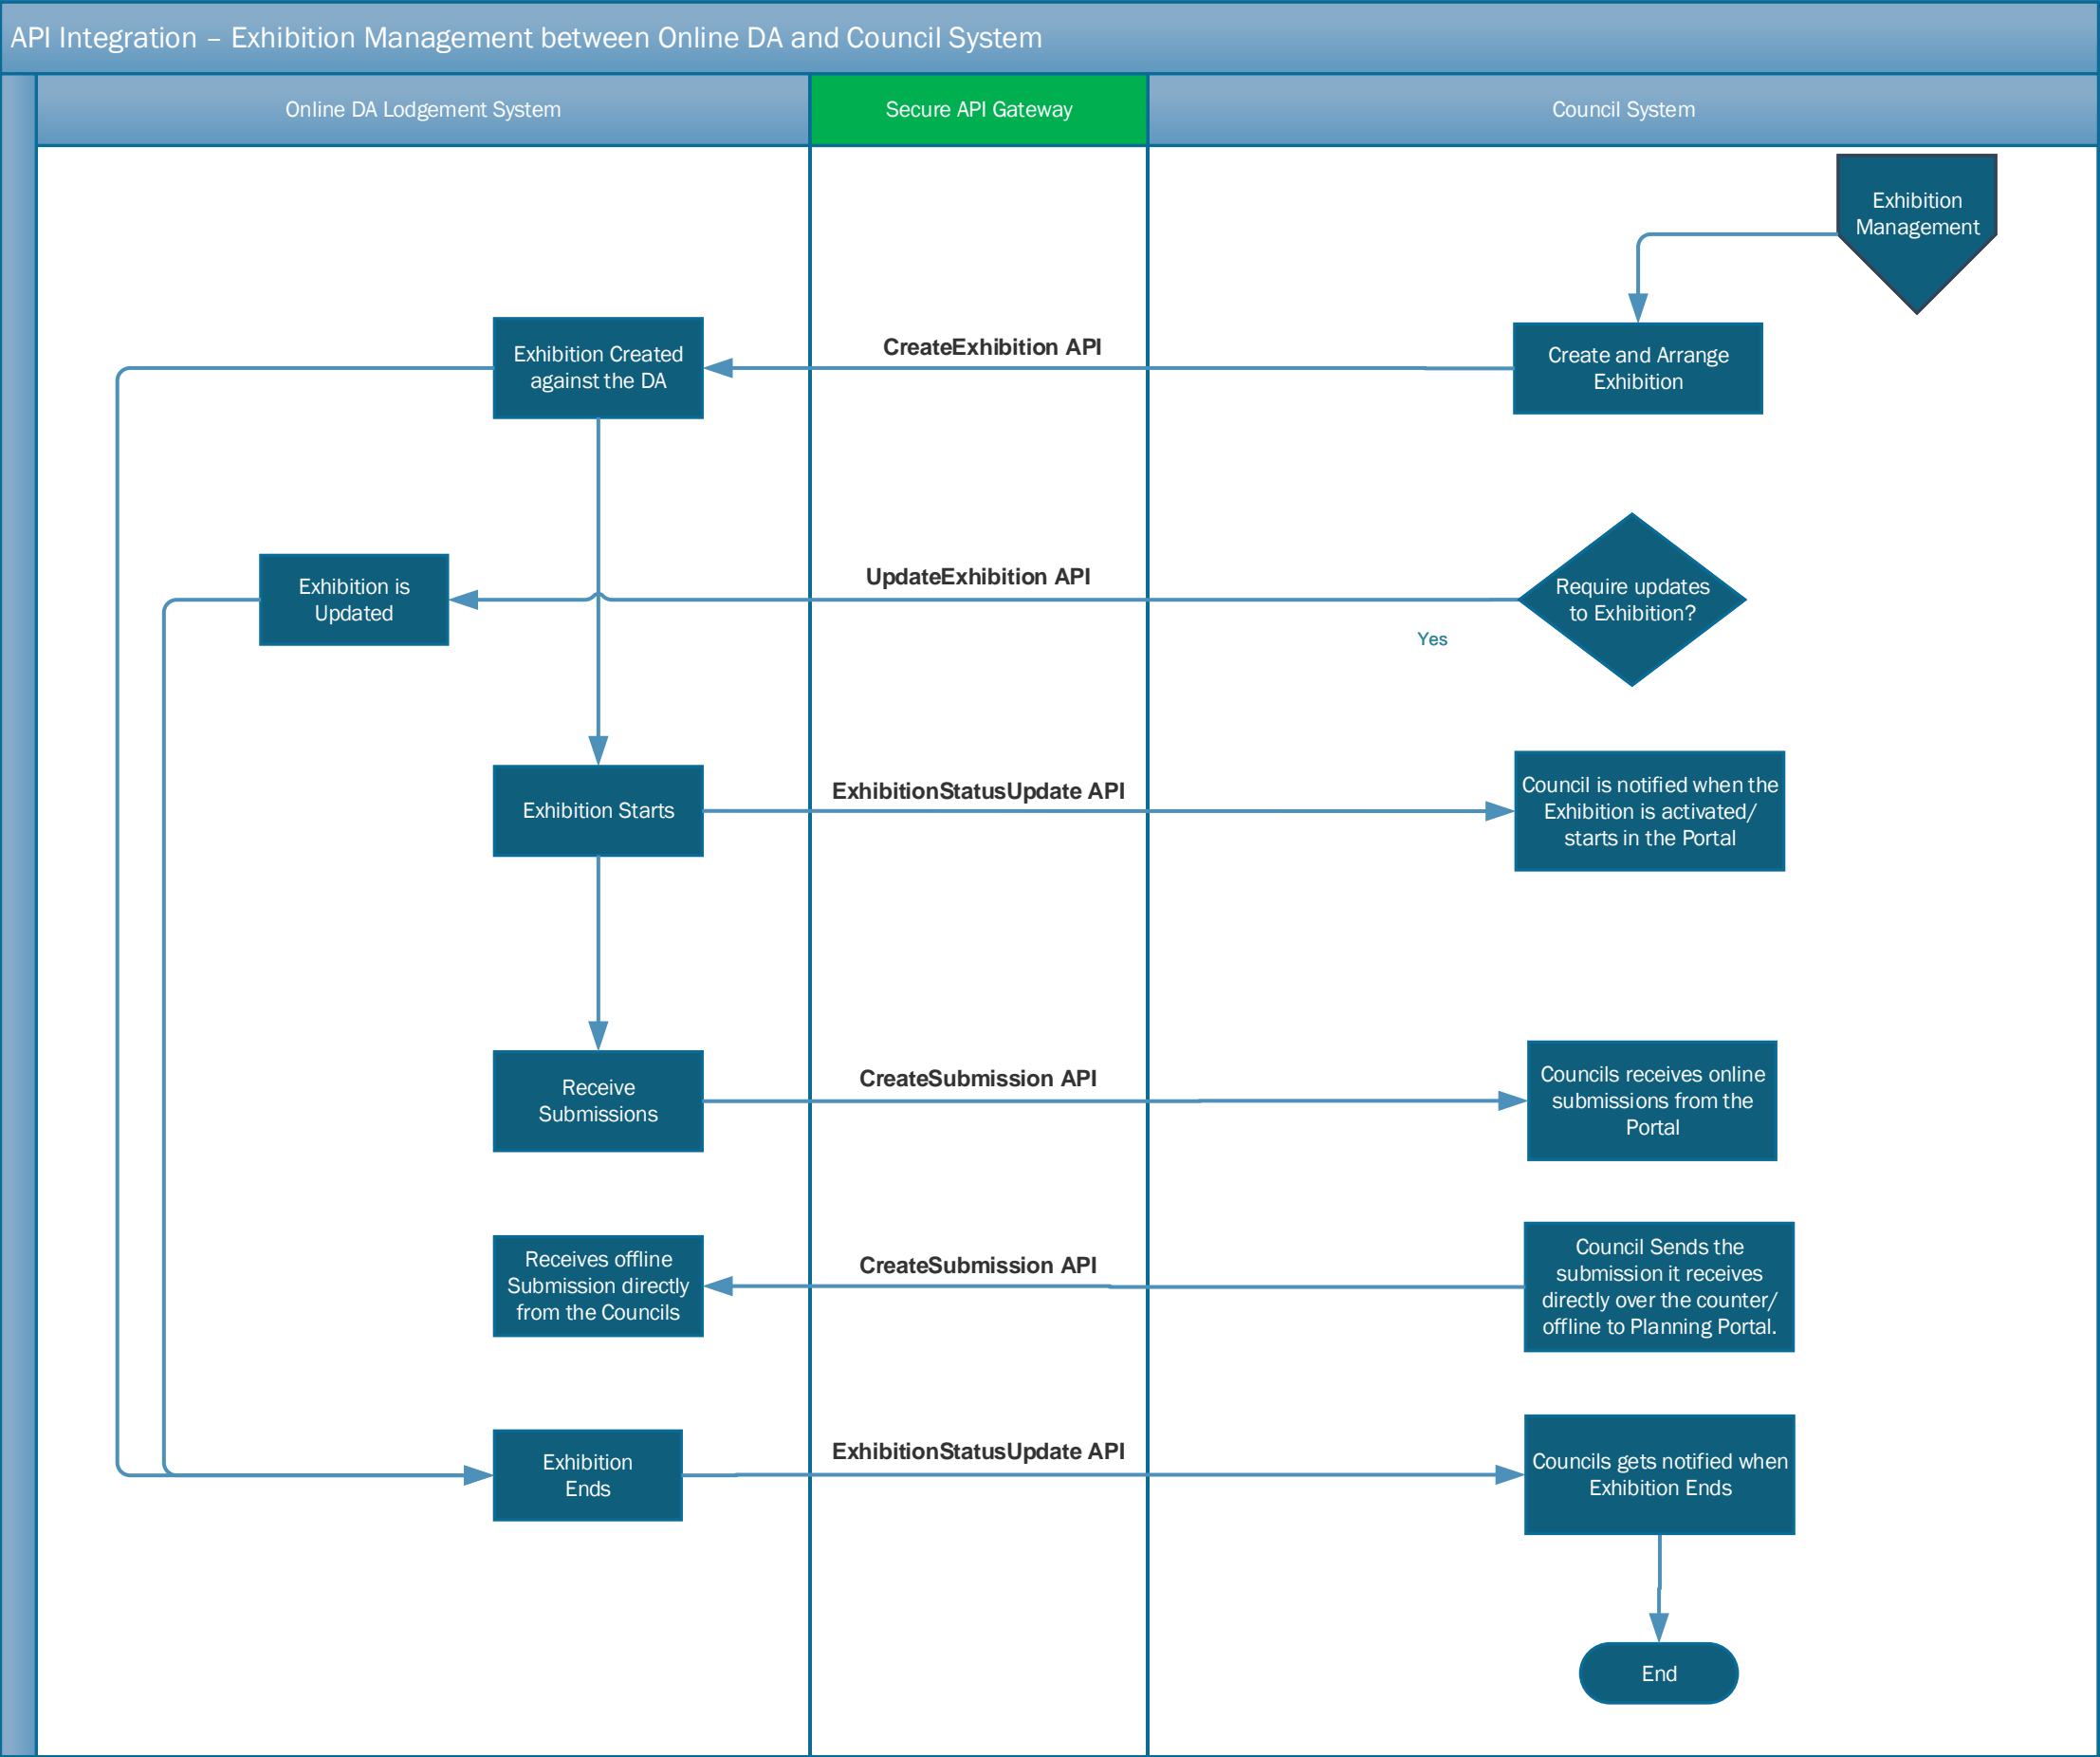 API Integration – Exhibition Management between Online DA and Council System
Online DA Lodgement System
Secure API Gateway
Council System
Exhibition
Management
Exhibition Created
against the DA
CreateExhibition API
Create and Arrange
Exhibition
Exhibition is
Updated
UpdateExhibition API
Yes
Require updates
to Exhibition?
Exhibition Starts
ExhibitionStatusUpdate API
Council is notified when the
Exhibition is activated/
starts in the Portal
Receive
Submissions
CreateSubmission API
Councils receives online
submissions from the
Portal
Receives offline
Submission directly
from the Councils
CreateSubmission API
Council Sends the
submission it receives
directly over the counter/
offline to Planning Portal.
Exhibition
Ends
ExhibitionStatusUpdate API
Councils gets notified when
Exhibition Ends
End